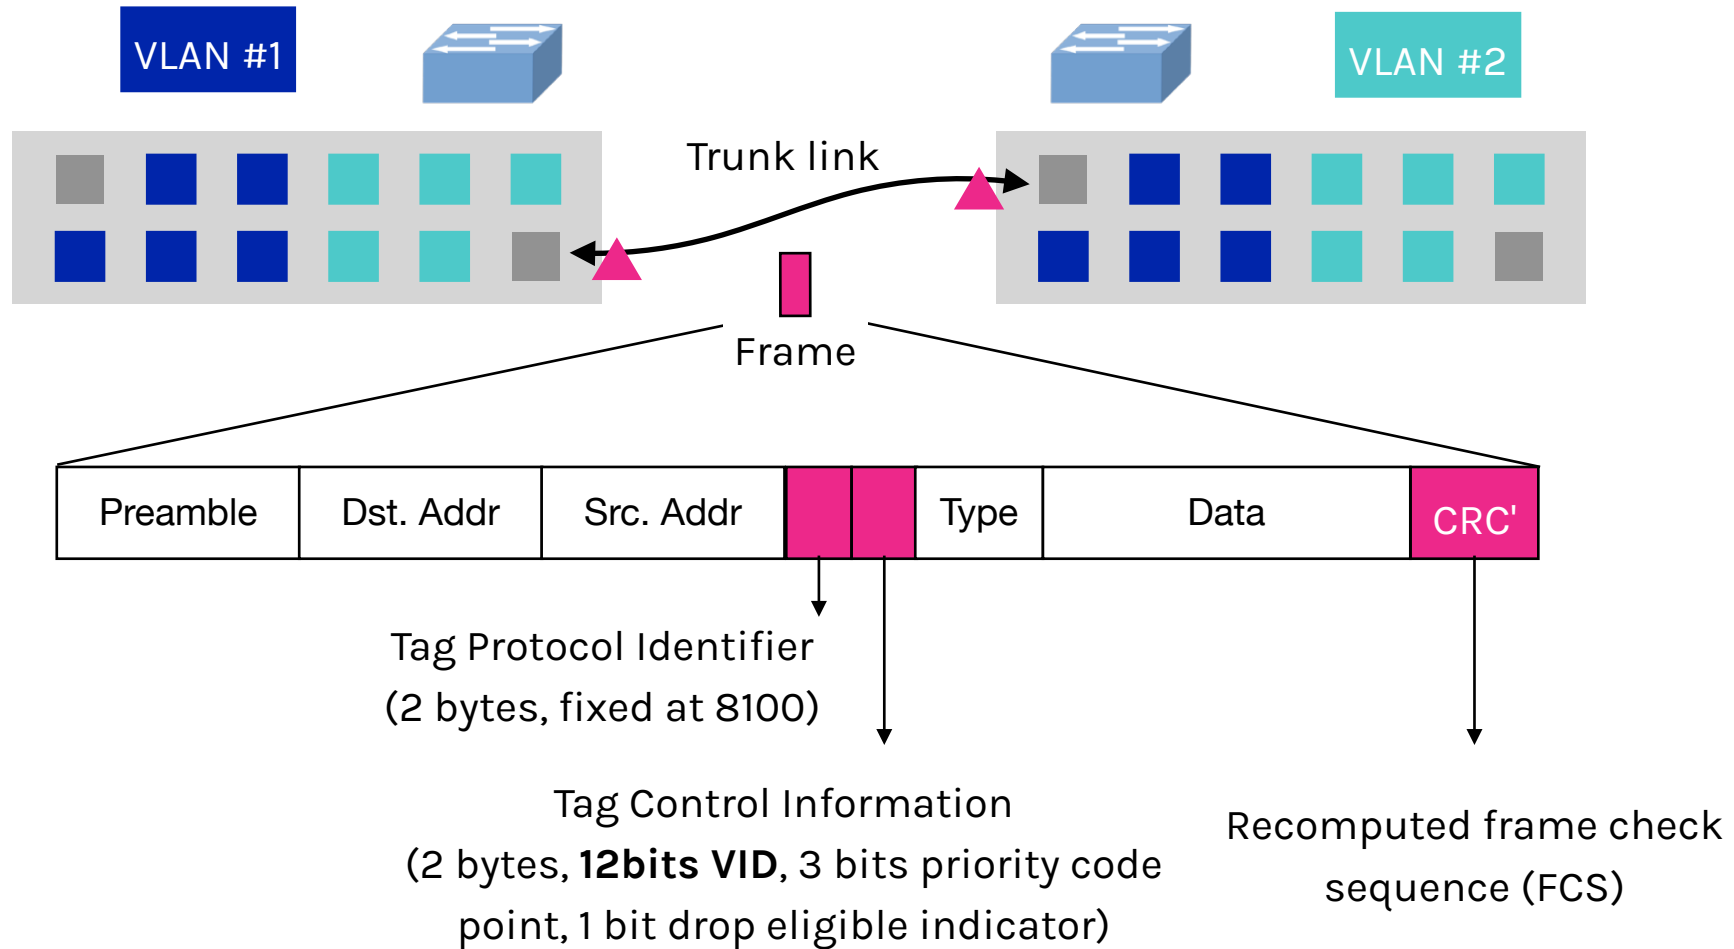 VLAN #1
VLAN #2
Trunk link
Frame
Preamble
Dst. Addr
Src. Addr
Type
Data
CRC'
Tag Protocol Identifier
(2 bytes, fixed at 8100)
Tag Control Information
(2 bytes, 12bits VID, 3 bits priority code
point, 1 bit drop eligible indicator)
Recomputed frame check
sequence (FCS)